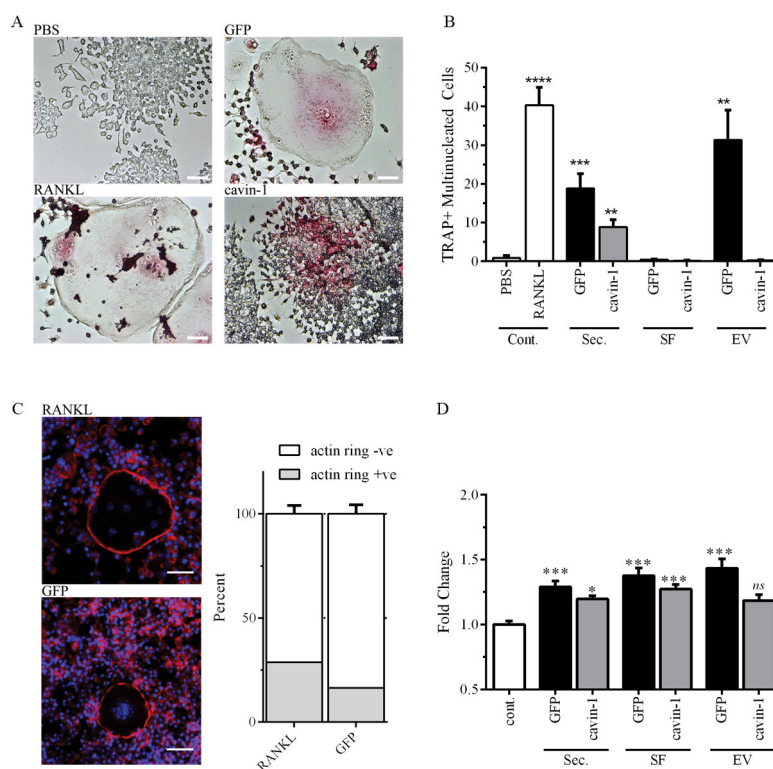 A
PBS
GFP
RANKL
cavin-1
B
TRAP+ Multinucleated Cells
50
40
30
20
10
0
****
***
**
**
PBS
RANKL
GFP
cavin-1
GFP
cavin-1
GFP
cavin-1
Cont.
Sec.
SF
EV
C
RANKL
GFP
actin ring -ve
actin ring +ve
Percent
100
50
0
RANKL
GFP
D
Fold Change
2.0
1.5
1.0
0.5
***
*
***
***
***
ns
cont.
GFP
cavin-1
GFP
cavin-1
GFP
cavin-1
Sec.
SF
EV